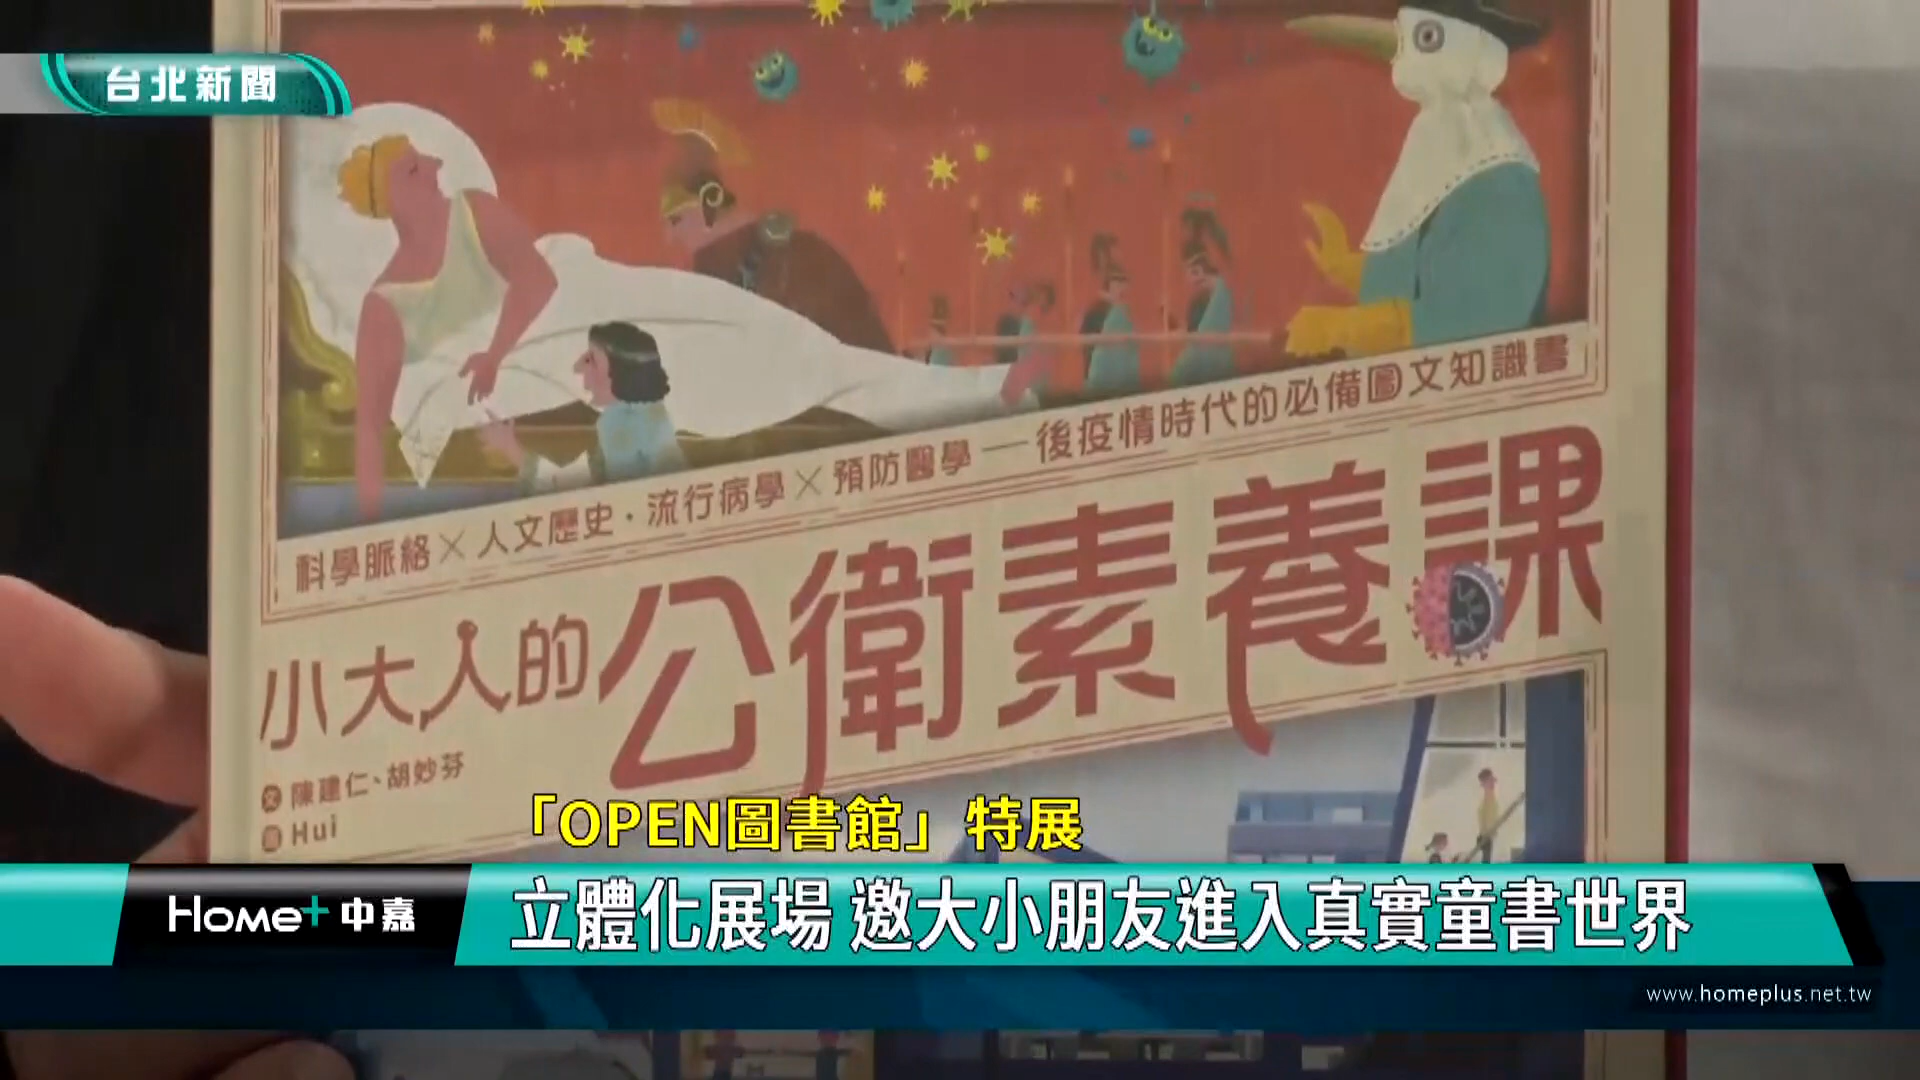 台北新聞
科學脈絡×人文歷史．流行病學×預防醫學—後疫情時代的必備圖文知識書
小大人的公衛素養課
文 陳建仁、胡妙芬
圖 Hui
「OPEN圖書館」特展
Home+中嘉
立體化展場 邀大小朋友進入真實童書世界
www.homeplus.net.tw